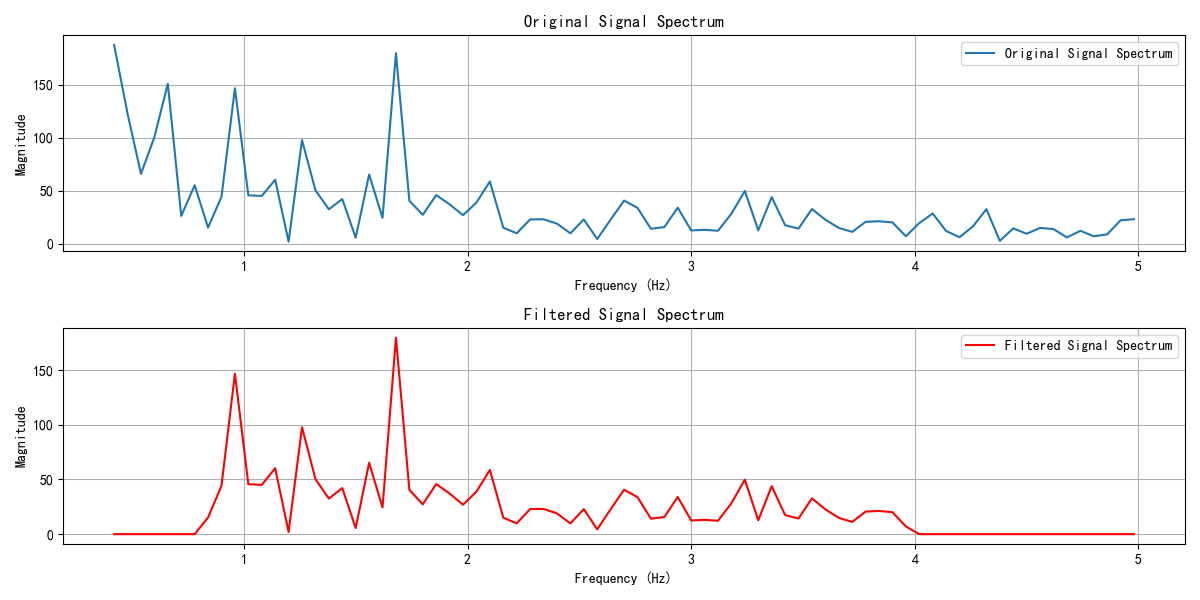 Original Signal Spectrum
Original Signal Spectrum
Magnitude
150
100
50
0
1 2 3 4 5
Frequency (Hz)
Filtered Signal Spectrum
Filtered Signal Spectrum
Magnitude
150
100
50
0
1 2 3 4 5
Frequency (Hz)